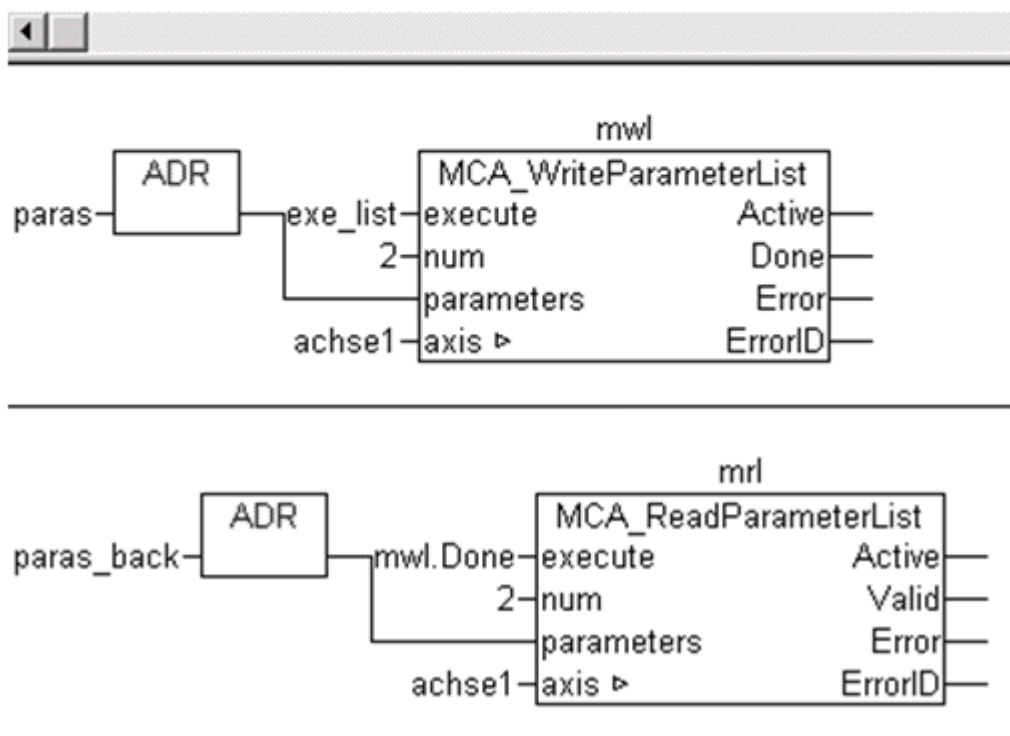 mwl
ADR
MCA_WriteParameterList
paras
exe_list
execute
Active
2
num
Done
parameters
Error
achse1
axis
ErrorID
mrl
ADR
MCA_ReadParameterList
paras_back
mwl.Done
execute
Active
2
num
Valid
parameters
Error
achse1
axis
ErrorID